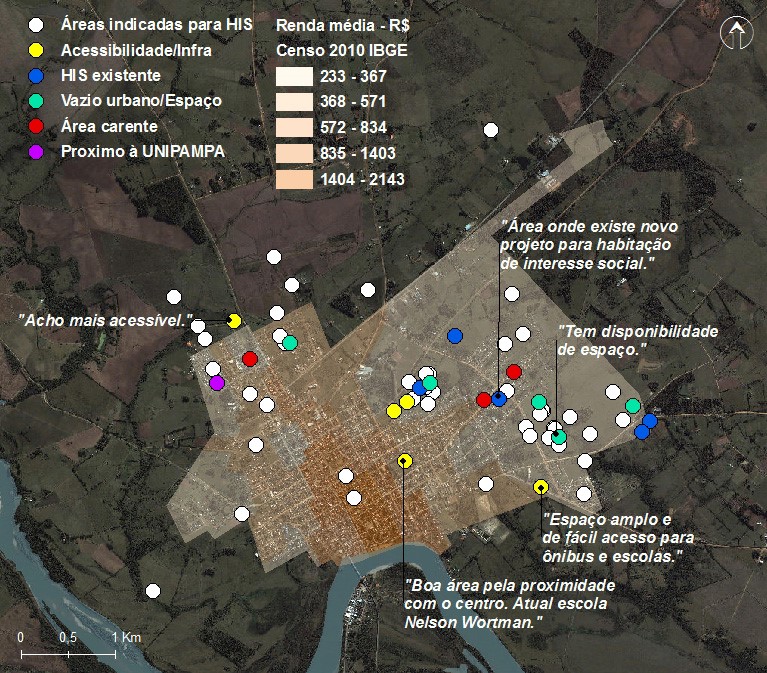 Áreas indicadas para HIS
Acessibilidade/Infra
HIS existente
Vazio urbano/Espaço
Área carente
Proximo à UNIPAMPA
Renda média - R$
Censo 2010 IBGE
233 - 367
368 - 571
572 - 834
835 - 1403
1404 - 2143
"Área onde existe novo
projeto para habitação
de interesse social."
"Acho mais acessível."
"Tem disponibilidade
de espaço."
"Espaço amplo e
de fácil acesso para
ônibus e escolas."
"Boa área pela proximidade
com o centro. Atual escola
Nelson Wortman."
0 0,5 1 Km